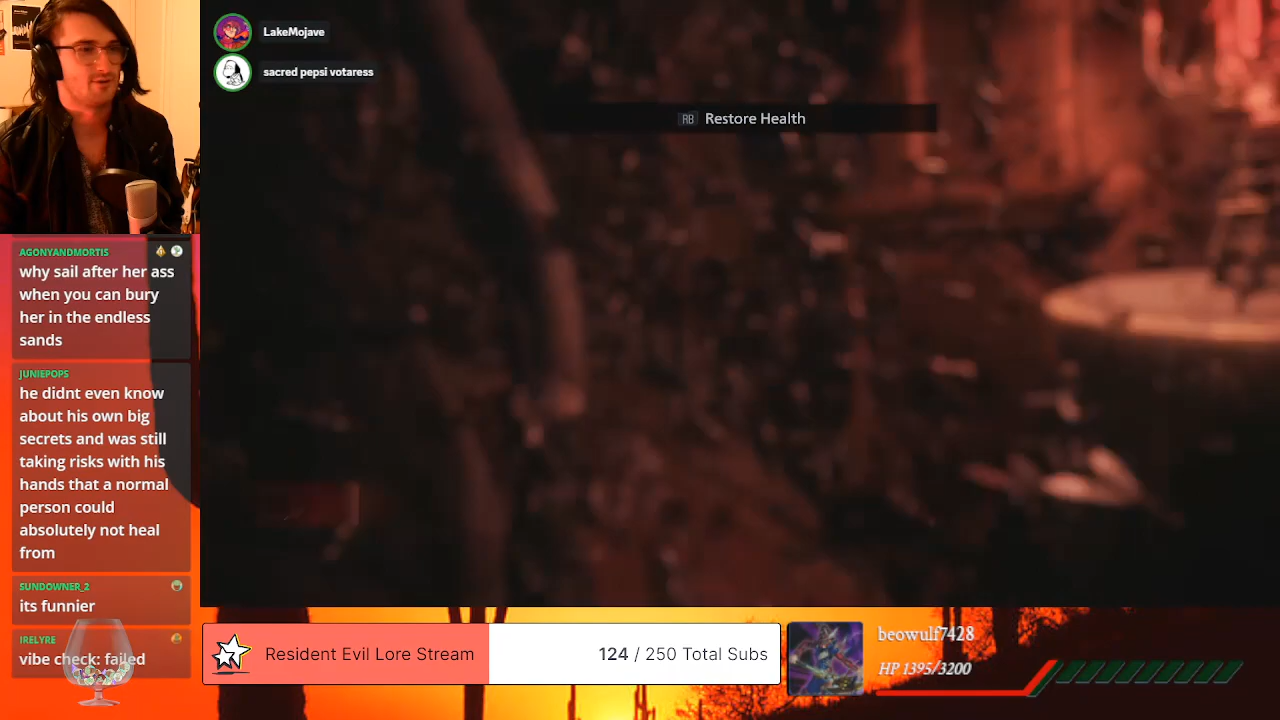 LakeMojave
sacred pepsi votaress
RB Restore Health
AGONYANDMORTIS
why sail after her ass
when you can bury
her in the endless
sands
JUNIEPOPS
he didnt even know
about his own big
secrets and was still
taking risks with his
hands that a normal
person could
absolutely not heal
from
SUNDOWNER_2
its funnier
IRELYRE
vibe check: failed
Resident Evil Lore Stream 124 / 250 Total Subs
beowulf7428
HP 1395/3200